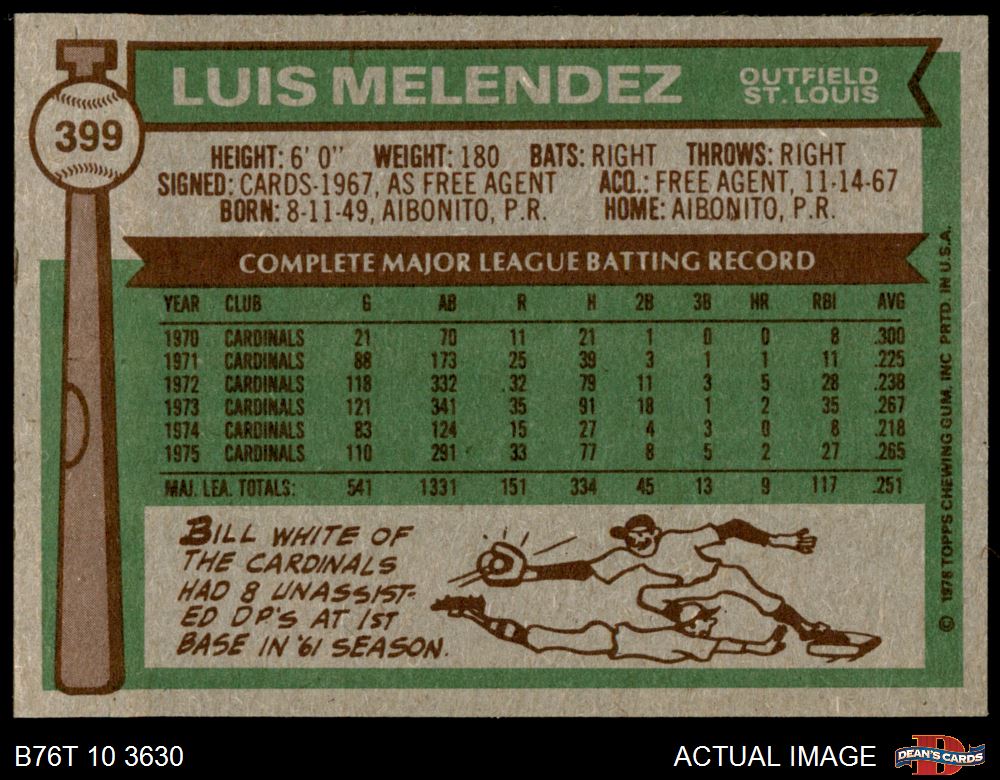 399
LUIS MELENDEZ
OUTFIELD
ST. LOUIS
HEIGHT: 6' 0" WEIGHT: 180 BATS: RIGHT THROWS: RIGHT
SIGNED: CARDS-1967, AS FREE AGENT ACQ.: FREE AGENT, 11-14-67
BORN: 8-11-49, AIBONITO, P.R. HOME: AIBONITO, P.R.
COMPLETE MAJOR LEAGUE BATTING RECORD
YEAR CLUB G AB R H 2B 3B HR RBI AVG
1970 CARDINALS 21 70 11 21 1 0 0 8 .300
1971 CARDINALS 88 173 25 39 3 1 1 11 .225
1972 CARDINALS 118 332 .32 79 11 3 5 28 .238
1973 CARDINALS 121 341 35 91 18 1 2 35 .267
1974 CARDINALS 83 124 15 27 4 3 0 8 .218
1975 CARDINALS 110 291 33 77 8 5 2 27 .265
MAJ. LEA. TOTALS: 541 1331 151 334 45 13 9 117 .251
BILL WHITE OF
THE CARDINALS
HAD 8 UNASSIST-
ED DP'S AT 1ST
BASE IN '61 SEASON.
© 1976 TOPPS CHEWING GUM, INC PRTD. IN U.S.A.
B76T 10 3630
ACTUAL IMAGE
D
DEAN'S CARDS